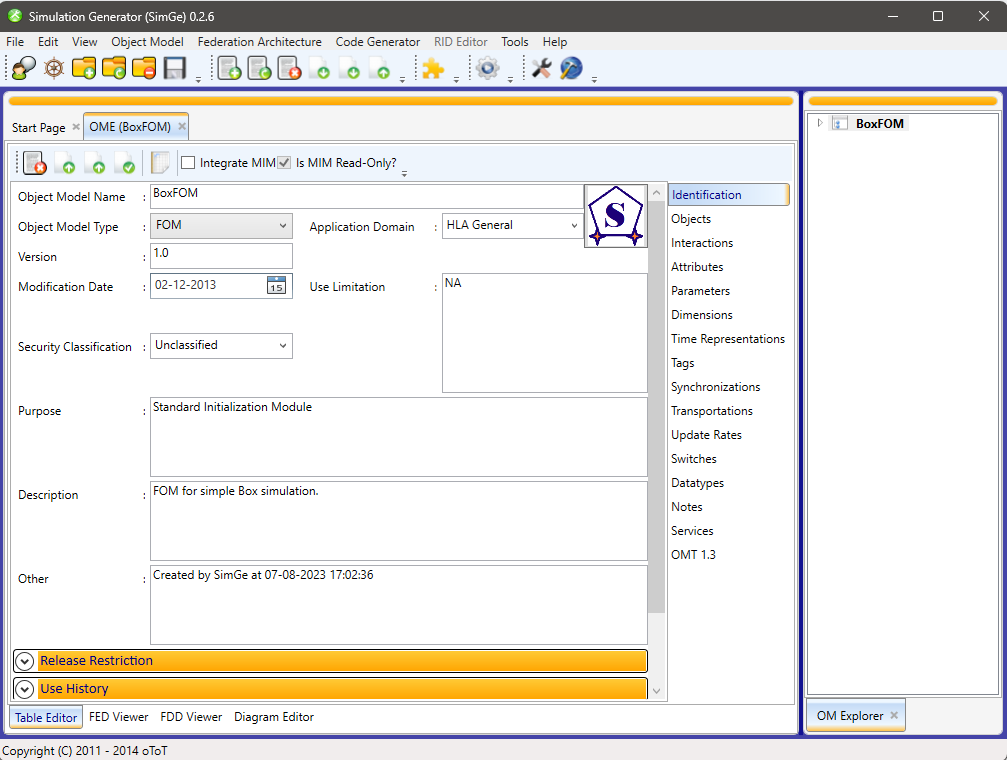 Simulation Generator (SimGe) 0.2.6
File Edit View Object Model Federation Architecture Code Generator RID Editor Tools Help
Start Page OME (BoxFOM)
BoxFOM
Integrate MIM Is MIM Read-Only?
Object Model Name : BoxFOM
S
Object Model Type : FOM Application Domain : HLA General
Version : 1.0
Modification Date : 02-12-2013 15 Use Limitation : NA
Security Classification : Unclassified
Purpose : Standard Initialization Module
Description : FOM for simple Box simulation.
Other : Created by SimGe at 07-08-2023 17:02:36
Release Restriction
Use History
Identification
Objects
Interactions
Attributes
Parameters
Dimensions
Time Representations
Tags
Synchronizations
Transportations
Update Rates
Switches
Datatypes
Notes
Services
OMT 1.3
Table Editor FED Viewer FDD Viewer Diagram Editor
OM Explorer
Copyright (C) 2011 - 2014 oToT